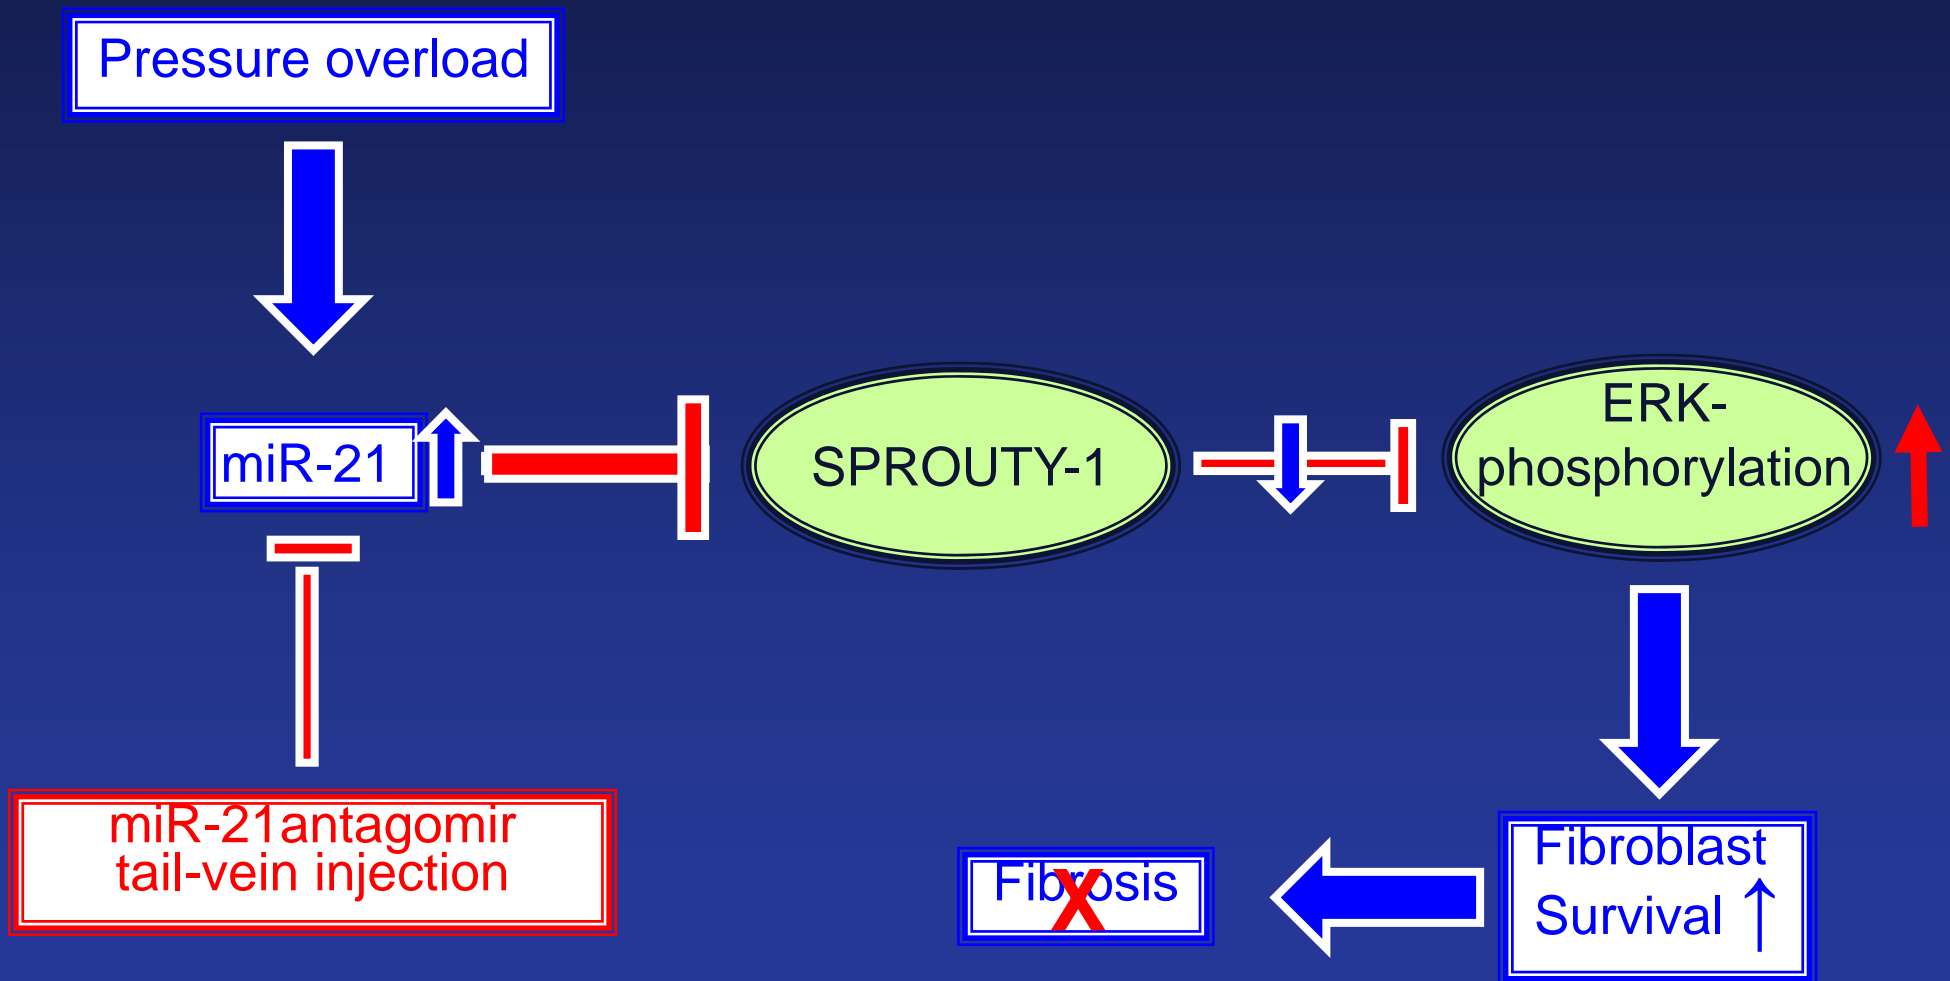 Pressure overload
miR-21
SPROUTY-1
ERK-
phosphorylation
miR-21antagomir
tail-vein injection
Fibrosis
X
Fibroblast
Survival ↑